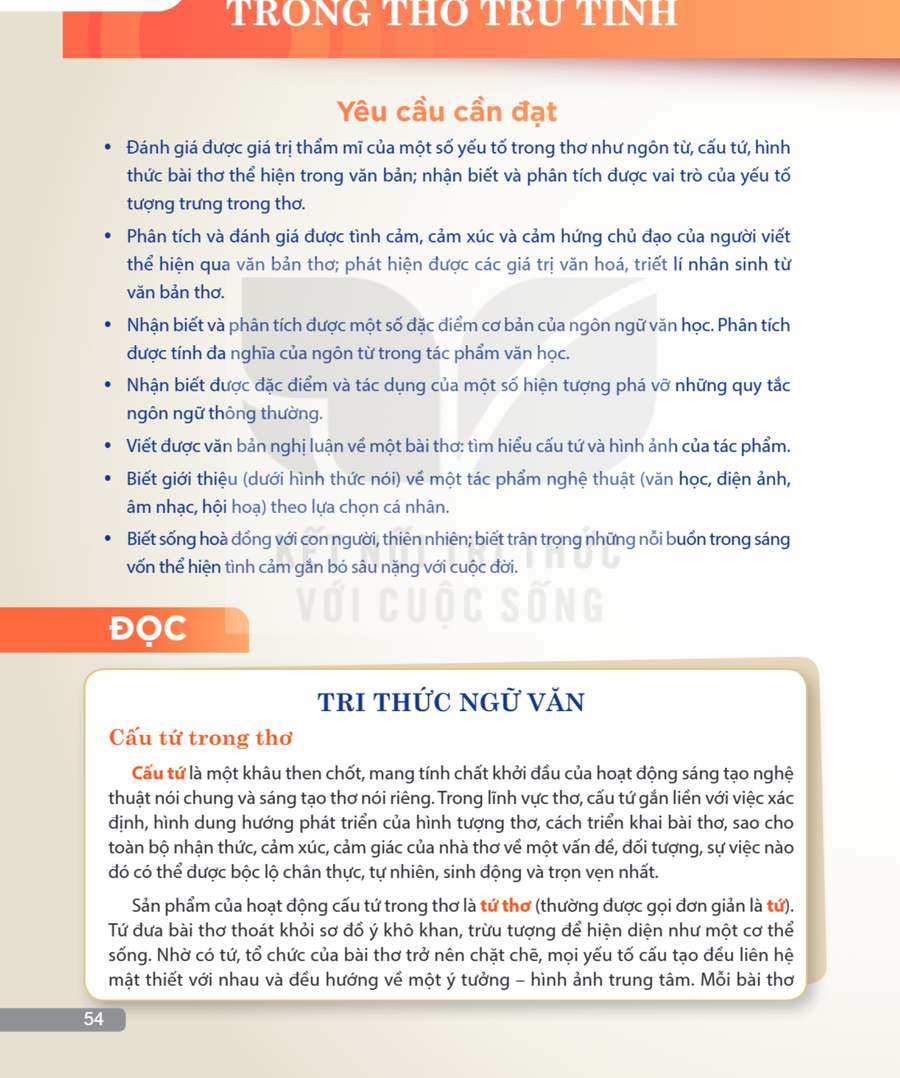 TRONG THƠ TRỮ TÌNH
Yêu cầu cần đạt
• Đánh giá được giá trị thẩm mĩ của một số yếu tố trong thơ như ngôn từ, cấu tứ, hình
thức bài thơ thể hiện trong văn bản; nhận biết và phân tích được vai trò của yếu tố
tượng trưng trong thơ.
• Phân tích và đánh giá được tình cảm, cảm xúc và cảm hứng chủ đạo của người viết
thể hiện qua văn bản thơ; phát hiện được các giá trị văn hoá, triết lí nhân sinh từ
văn bản thơ.
• Nhận biết và phân tích được một số đặc điểm cơ bản của ngôn ngữ văn học. Phân tích
được tính đa nghĩa của ngôn từ trong tác phẩm văn học.
• Nhận biết được đặc điểm và tác dụng của một số hiện tượng phá vỡ những quy tắc
ngôn ngữ thông thường.
• Viết được văn bản nghị luận về một bài thơ: tìm hiểu cấu tứ và hình ảnh của tác phẩm.
• Biết giới thiệu (dưới hình thức nói) về một tác phẩm nghệ thuật (văn học, điện ảnh,
âm nhạc, hội hoạ) theo lựa chọn cá nhân.
• Biết sống hoà đồng với con người, thiên nhiên; biết trân trọng những nỗi buồn trong sáng
vốn thể hiện tình cảm gắn bó sâu nặng với cuộc đời.
KẾT NỐI TRI THỨC
VỚI CUỘC SỐNG
ĐỌC
TRI THỨC NGỮ VĂN
Cấu tứ trong thơ
Cấu tứ là một khâu then chốt, mang tính chất khởi đầu của hoạt động sáng tạo nghệ
thuật nói chung và sáng tạo thơ nói riêng. Trong lĩnh vực thơ, cấu tứ gắn liền với việc xác
định, hình dung hướng phát triển của hình tượng thơ, cách triển khai bài thơ, sao cho
toàn bộ nhận thức, cảm xúc, cảm giác của nhà thơ về một vấn đề, đối tượng, sự việc nào
đó có thể được bộc lộ chân thực, tự nhiên, sinh động và trọn vẹn nhất.
Sản phẩm của hoạt động cấu tứ trong thơ là tứ thơ (thường được gọi đơn giản là tứ).
Tứ đưa bài thơ thoát khỏi sơ đồ ý khô khan, trừu tượng để hiện diện như một cơ thể
sống. Nhờ có tứ, tổ chức của bài thơ trở nên chặt chẽ, mọi yếu tố cấu tạo đều liên hệ
mật thiết với nhau và đều hướng về một ý tưởng – hình ảnh trung tâm. Mỗi bài thơ
54